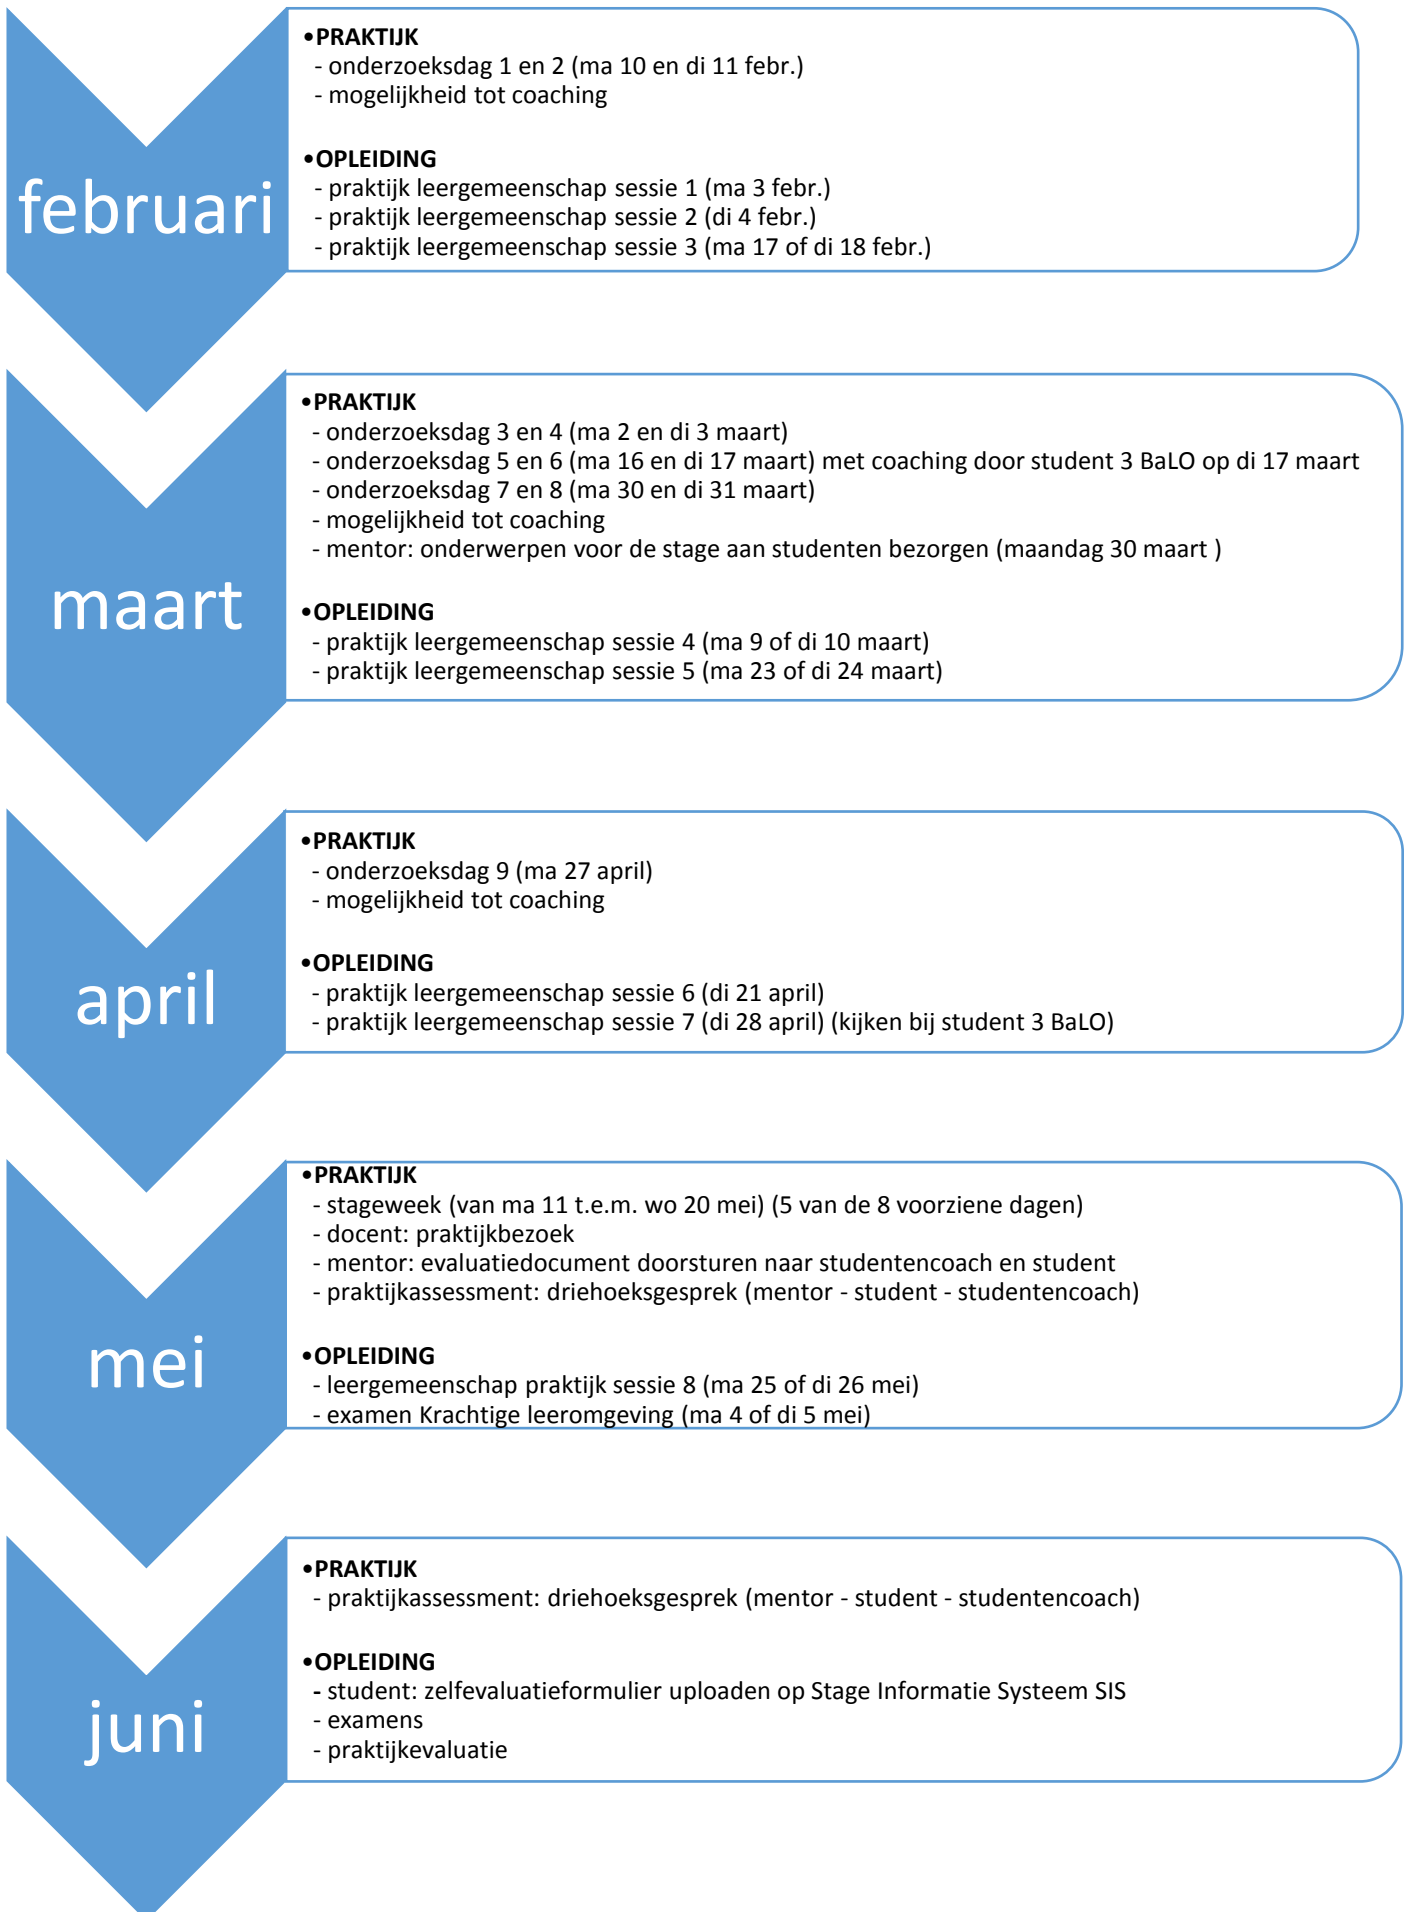 februari
•PRAKTIJK
- onderzoeksdag 1 en 2 (ma 10 en di 11 febr.)
- mogelijkheid tot coaching
•OPLEIDING
- praktijk leergemeenschap sessie 1 (ma 3 febr.)
- praktijk leergemeenschap sessie 2 (di 4 febr.)
- praktijk leergemeenschap sessie 3 (ma 17 of di 18 febr.)
maart
•PRAKTIJK
- onderzoeksdag 3 en 4 (ma 2 en di 3 maart)
- onderzoeksdag 5 en 6 (ma 16 en di 17 maart) met coaching door student 3 BaLO op di 17 maart
- onderzoeksdag 7 en 8 (ma 30 en di 31 maart)
- mogelijkheid tot coaching
- mentor: onderwerpen voor de stage aan studenten bezorgen (maandag 30 maart )
•OPLEIDING
- praktijk leergemeenschap sessie 4 (ma 9 of di 10 maart)
- praktijk leergemeenschap sessie 5 (ma 23 of di 24 maart)
april
•PRAKTIJK
- onderzoeksdag 9 (ma 27 april)
- mogelijkheid tot coaching
•OPLEIDING
- praktijk leergemeenschap sessie 6 (di 21 april)
- praktijk leergemeenschap sessie 7 (di 28 april) (kijken bij student 3 BaLO)
mei
•PRAKTIJK
- stageweek (van ma 11 t.e.m. wo 20 mei) (5 van de 8 voorziene dagen)
- docent: praktijkbezoek
- mentor: evaluatiedocument doorsturen naar studentencoach en student
- praktijkassessment: driehoeksgesprek (mentor - student - studentencoach)
•OPLEIDING
- leergemeenschap praktijk sessie 8 (ma 25 of di 26 mei)
- examen Krachtige leeromgeving (ma 4 of di 5 mei)
juni
•PRAKTIJK
- praktijkassessment: driehoeksgesprek (mentor - student - studentencoach)
•OPLEIDING
- student: zelfevaluatieformulier uploaden op Stage Informatie Systeem SIS
- examens
- praktijkevaluatie